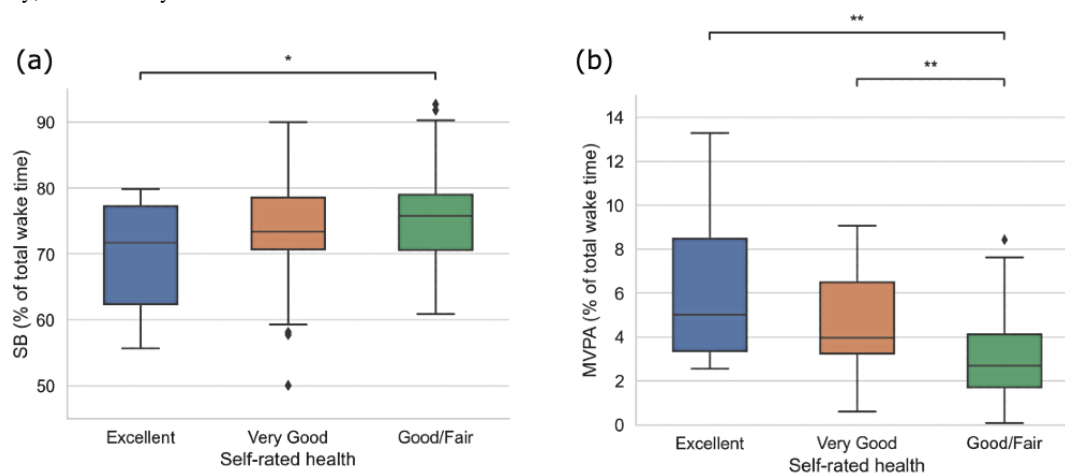 (a)
*
SB (% of total wake time)
90
80
70
60
50
Excellent
Very Good
Good/Fair
Self-rated health
(b)
**
**
MVPA (% of total wake time)
14
12
10
8
6
4
2
0
Excellent
Very Good
Good/Fair
Self-rated health